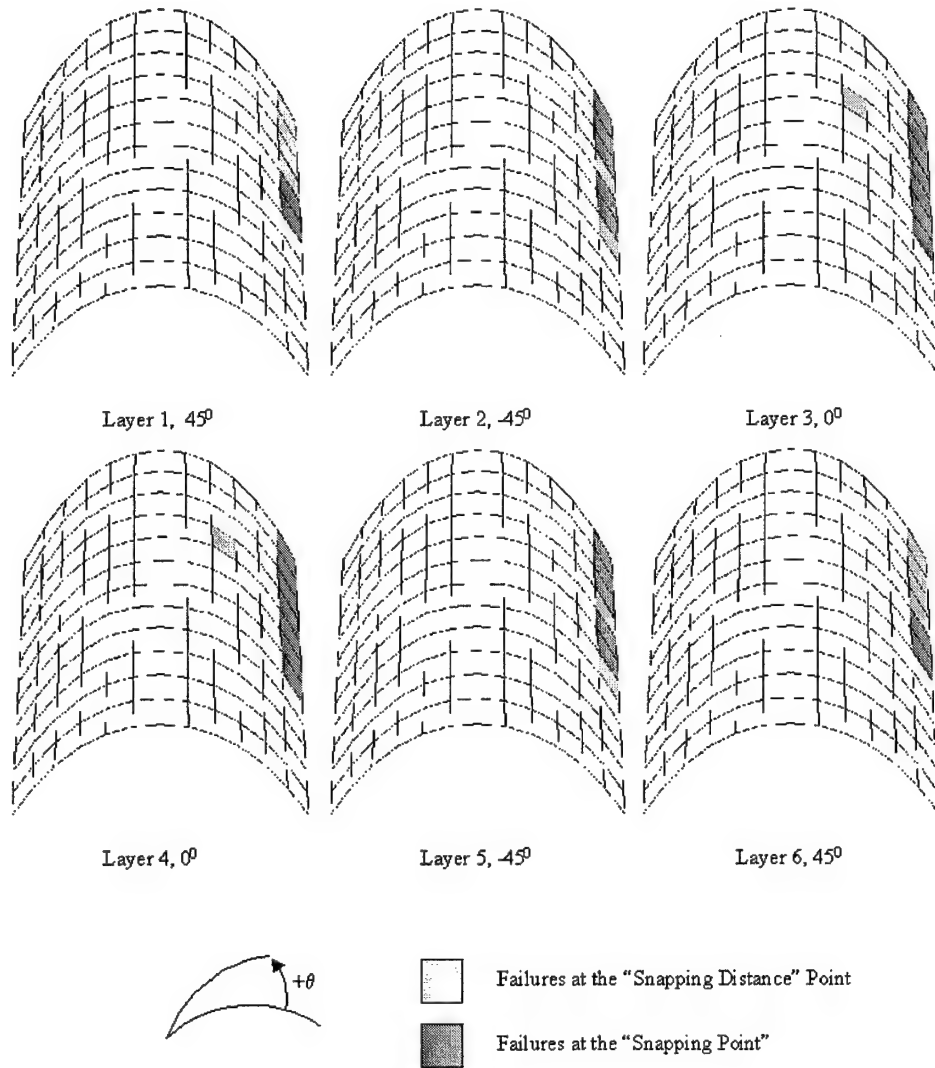 Layer 1, 45⁰
Layer 2, -45⁰
Layer 3, 0⁰
Layer 4, 0⁰
Layer 5, -45⁰
Layer 6, 45⁰
+θ
Failures at the “Snapping Distance” Point
Failures at the “Snapping Point”